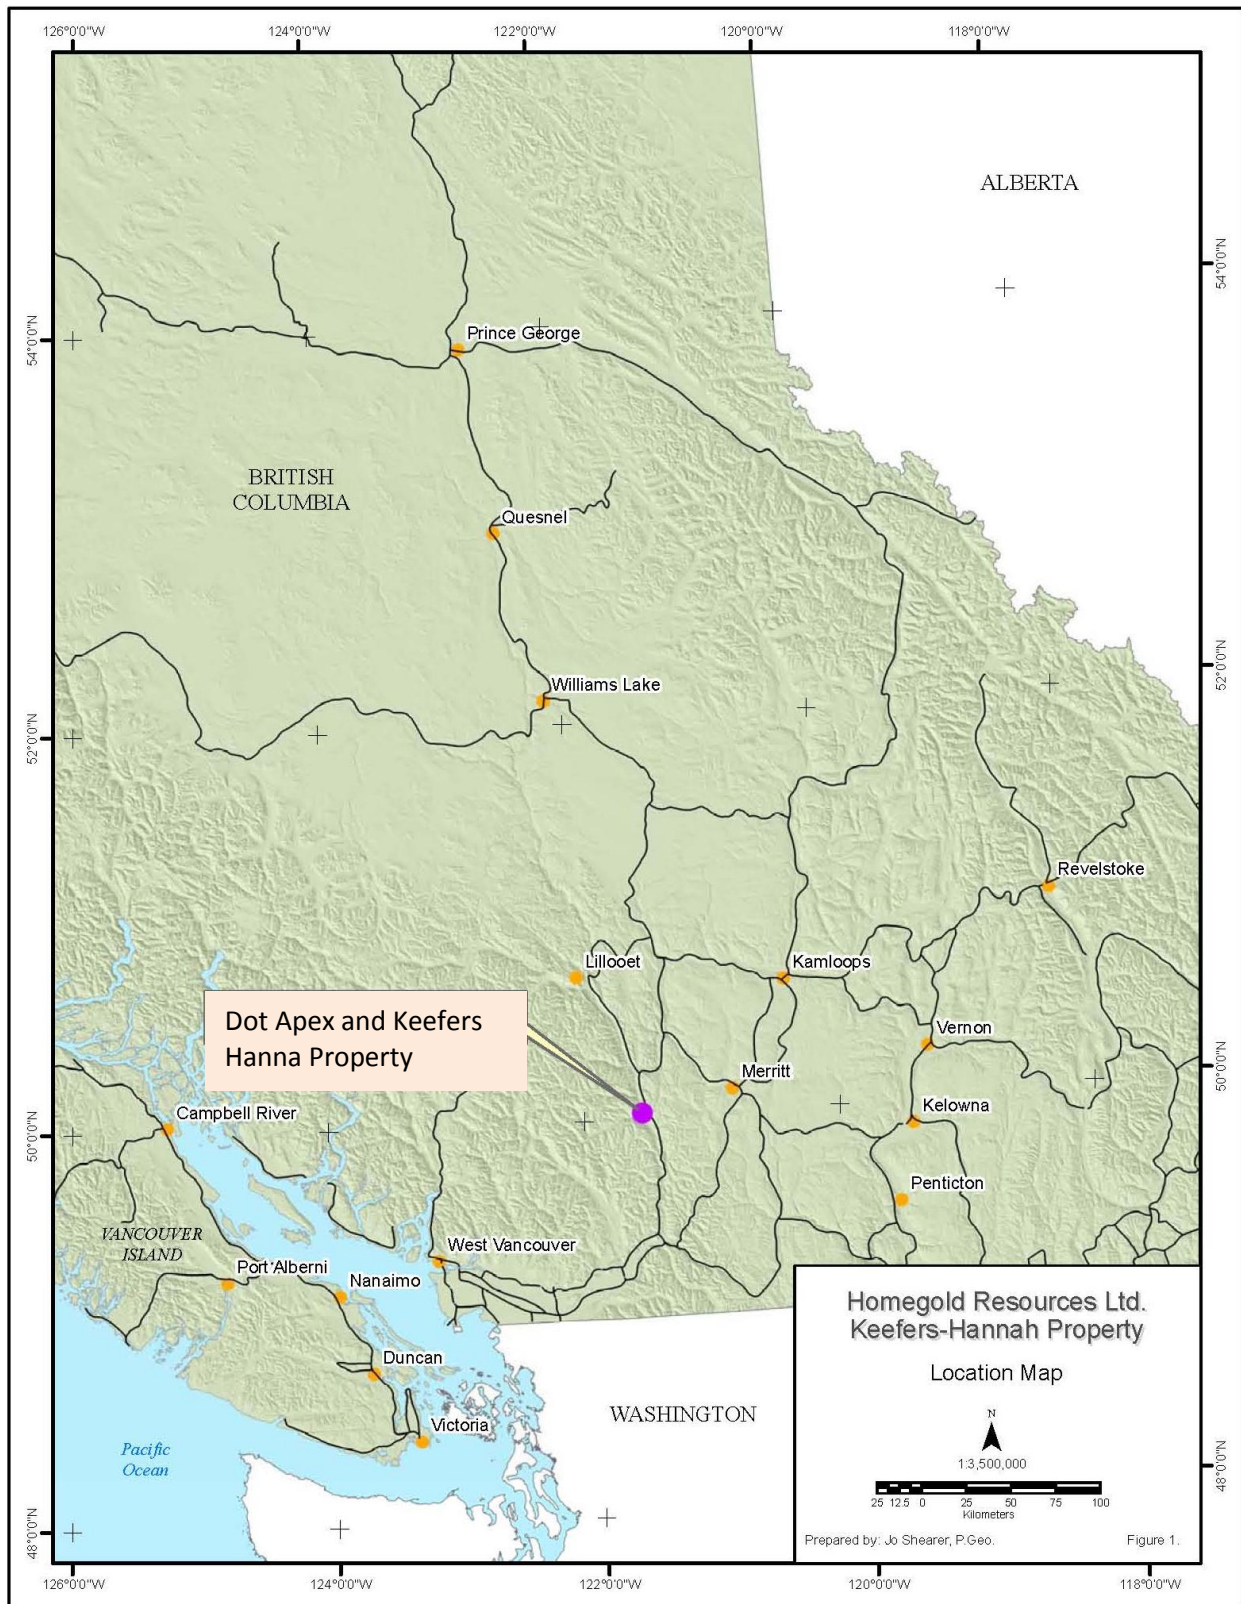 126°0'0"W
124°0'0"W
122°0'0"W
120°0'0"W
118°0'0"W
ALBERTA
54°0'0"N
54°0'0"N
Prince George
BRITISH
COLUMBIA
Quesnel
52°0'0"N
Williams Lake
52°0'0"N
Revelstoke
Lillooet
Kamloops
Dot Apex and Keefers
Hanna Property
Vernon
50°0'0"N
Merritt
Campbell River
Kelowna
50°0'0"N
Penticton
VANCOUVER
ISLAND
West Vancouver
Port Alberni
Nanaimo
Duncan
Victoria
WASHINGTON
Pacific
Ocean
Homegold Resources Ltd.
Keefers-Hannah Property
Location Map
N
1:3,500,000
25 12.5 0 25 50 75 100
Kilometers
Prepared by: Jo Shearer, P.Geo.
Figure 1.
48°0'0"N
48°0'0"N
126°0'0"W
124°0'0"W
122°0'0"W
120°0'0"W
118°0'0"W